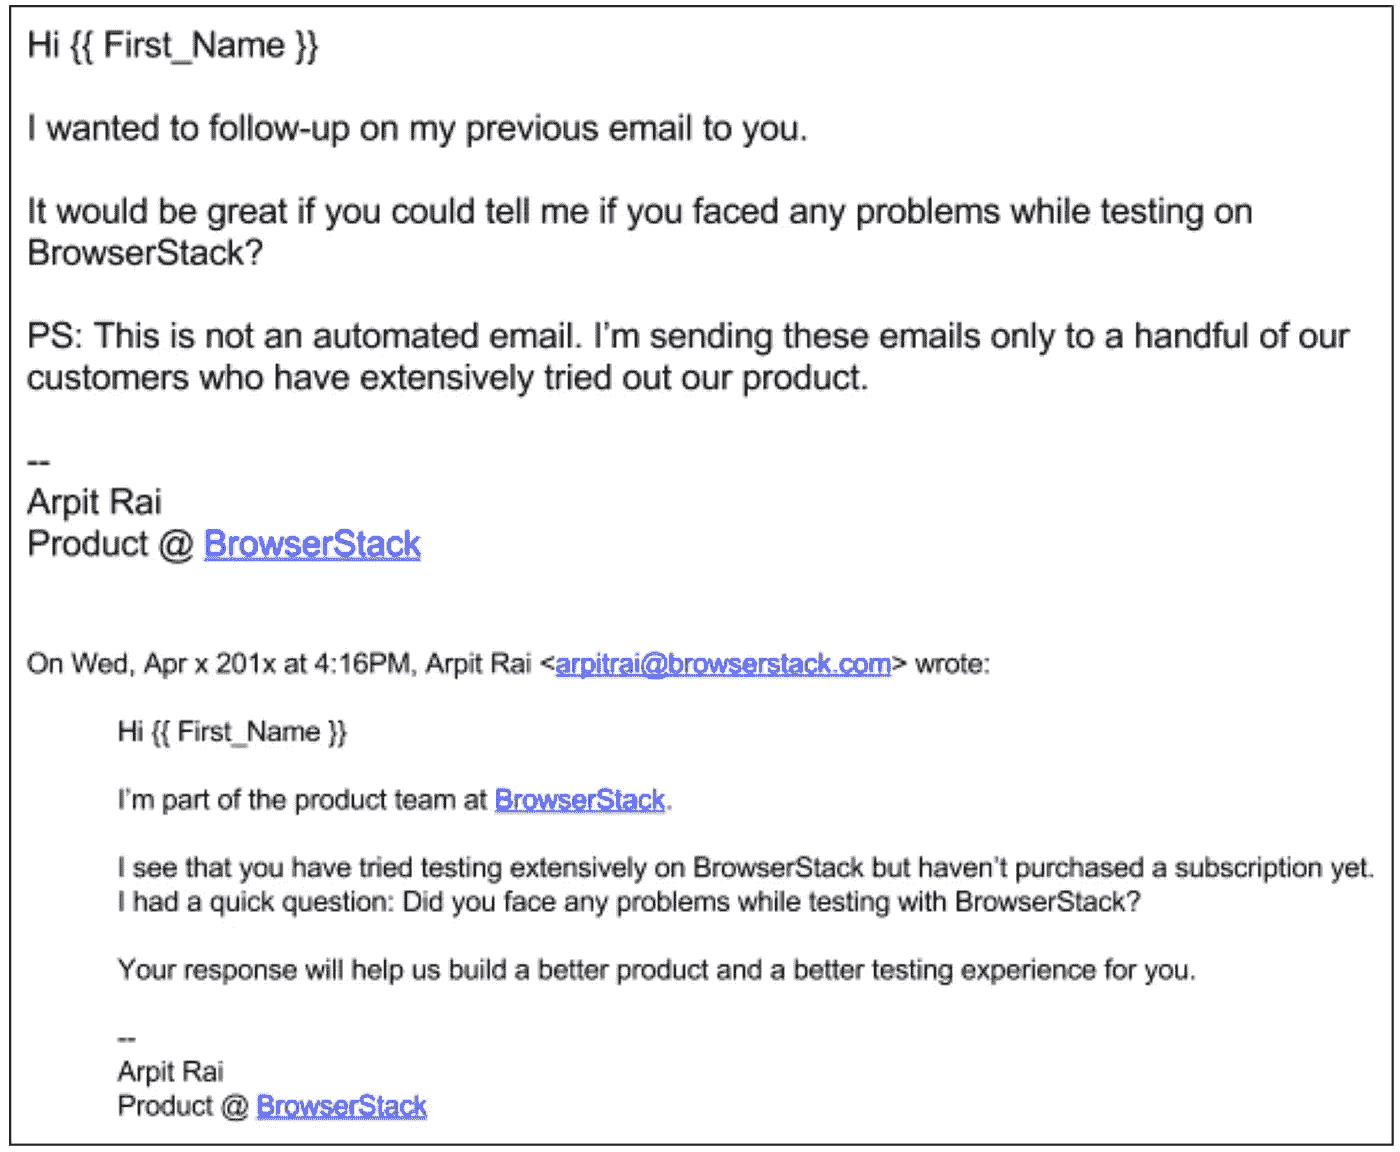 Hi {{ First_Name }}
I wanted to follow-up on my previous email to you.
It would be great if you could tell me if you faced any problems while testing on
BrowserStack?
PS: This is not an automated email. I'm sending these emails only to a handful of our
customers who have extensively tried out our product.
--
Arpit Rai
Product @ BrowserStack
On Wed, Apr x 201x at 4:16PM, Arpit Rai <arpitrai@browserstack.com> wrote:
Hi {{ First_Name }}
I'm part of the product team at BrowserStack.
I see that you have tried testing extensively on BrowserStack but haven't purchased a subscription yet.
I had a quick question: Did you face any problems while testing with BrowserStack?
Your response will help us build a better product and a better testing experience for you.
--
Arpit Rai
Product @ BrowserStack